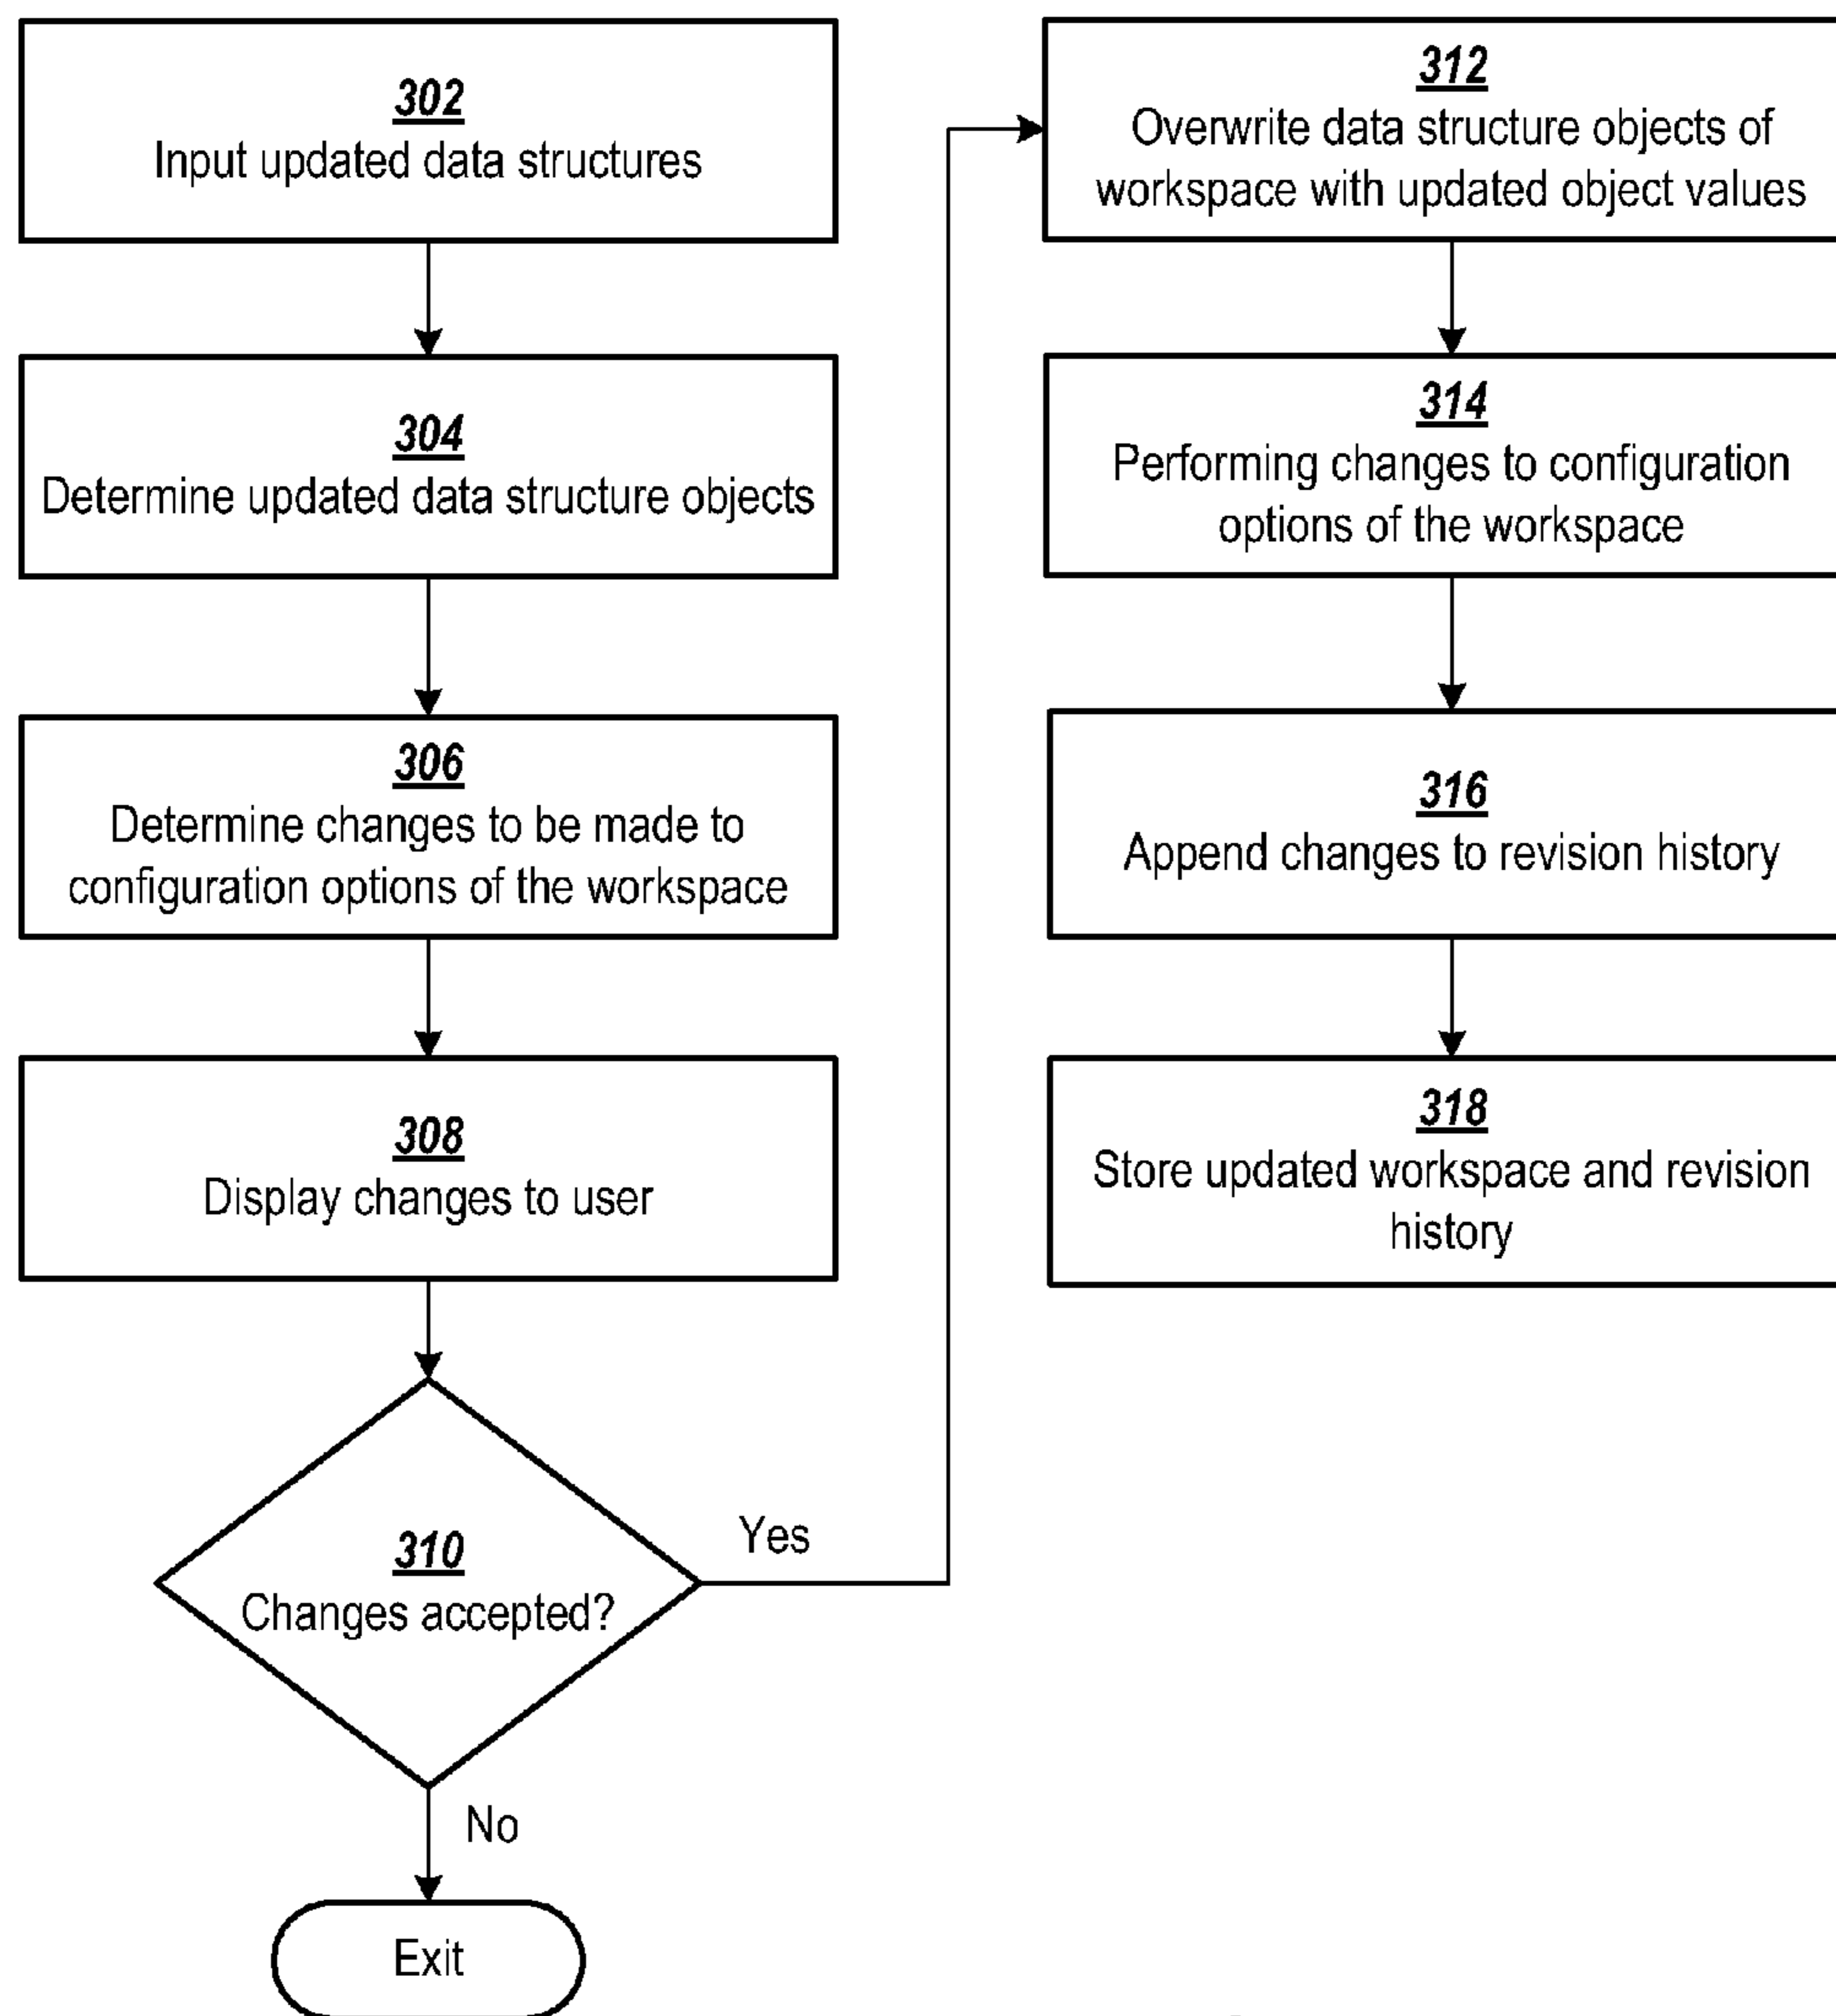 302
Input updated data structures
304
Determine updated data structure objects
306
Determine changes to be made to
configuration options of the workspace
308
Display changes to user
310
Changes accepted?
Yes
No
Exit
312
Overwrite data structure objects of
workspace with updated object values
314
Performing changes to configuration
options of the workspace
316
Append changes to revision history
318
Store updated workspace and revision
history